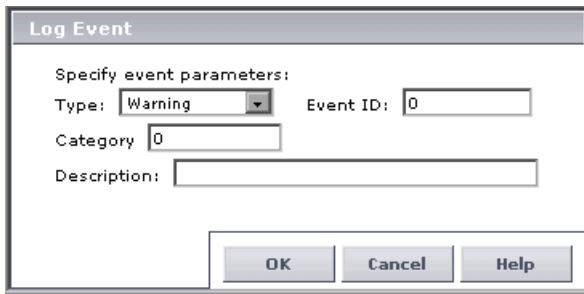 Log Event
Specify event parameters:
Type: Warning Event ID: 0
Category 0
Description:
OK Cancel Help